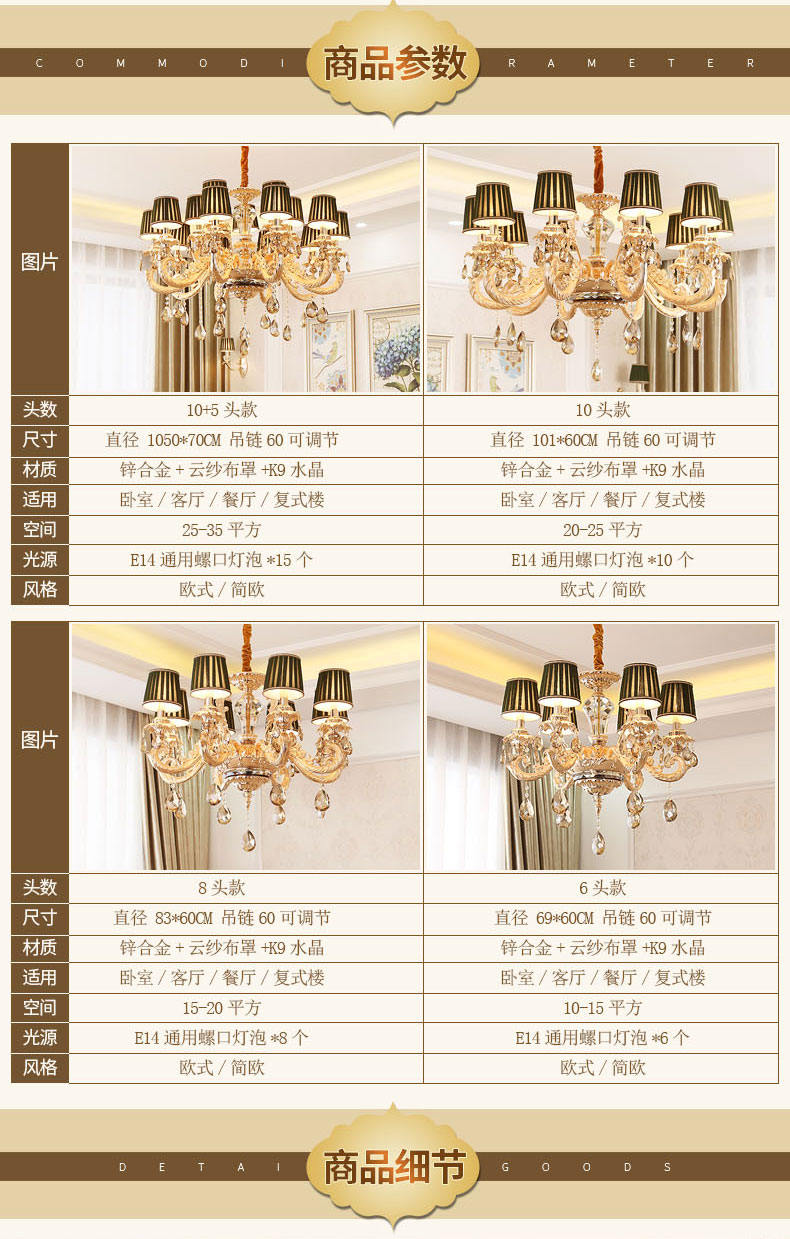 商品参数
COMMODI RAMETER
图片
头数 10+5 头款 10 头款
尺寸 直径 1050*70CM 吊链 60 可调节 直径 101*60CM 吊链 60 可调节
材质 锌合金 + 云纱布罩 +K9 水晶 锌合金 + 云纱布罩 +K9 水晶
适用 卧室 / 客厅 / 餐厅 / 复式楼 卧室 / 客厅 / 餐厅 / 复式楼
空间 25-35 平方 20-25 平方
光源 E14 通用螺口灯泡 *15 个 E14 通用螺口灯泡 *10 个
风格 欧式 / 简欧 欧式 / 简欧
图片
头数 8 头款 6 头款
尺寸 直径 83*60CM 吊链 60 可调节 直径 69*60CM 吊链 60 可调节
材质 锌合金 + 云纱布罩 +K9 水晶 锌合金 + 云纱布罩 +K9 水晶
适用 卧室 / 客厅 / 餐厅 / 复式楼 卧室 / 客厅 / 餐厅 / 复式楼
空间 15-20 平方 10-15 平方
光源 E14 通用螺口灯泡 *8 个 E14 通用螺口灯泡 *6 个
风格 欧式 / 简欧 欧式 / 简欧
商品细节
DETAI GOODS